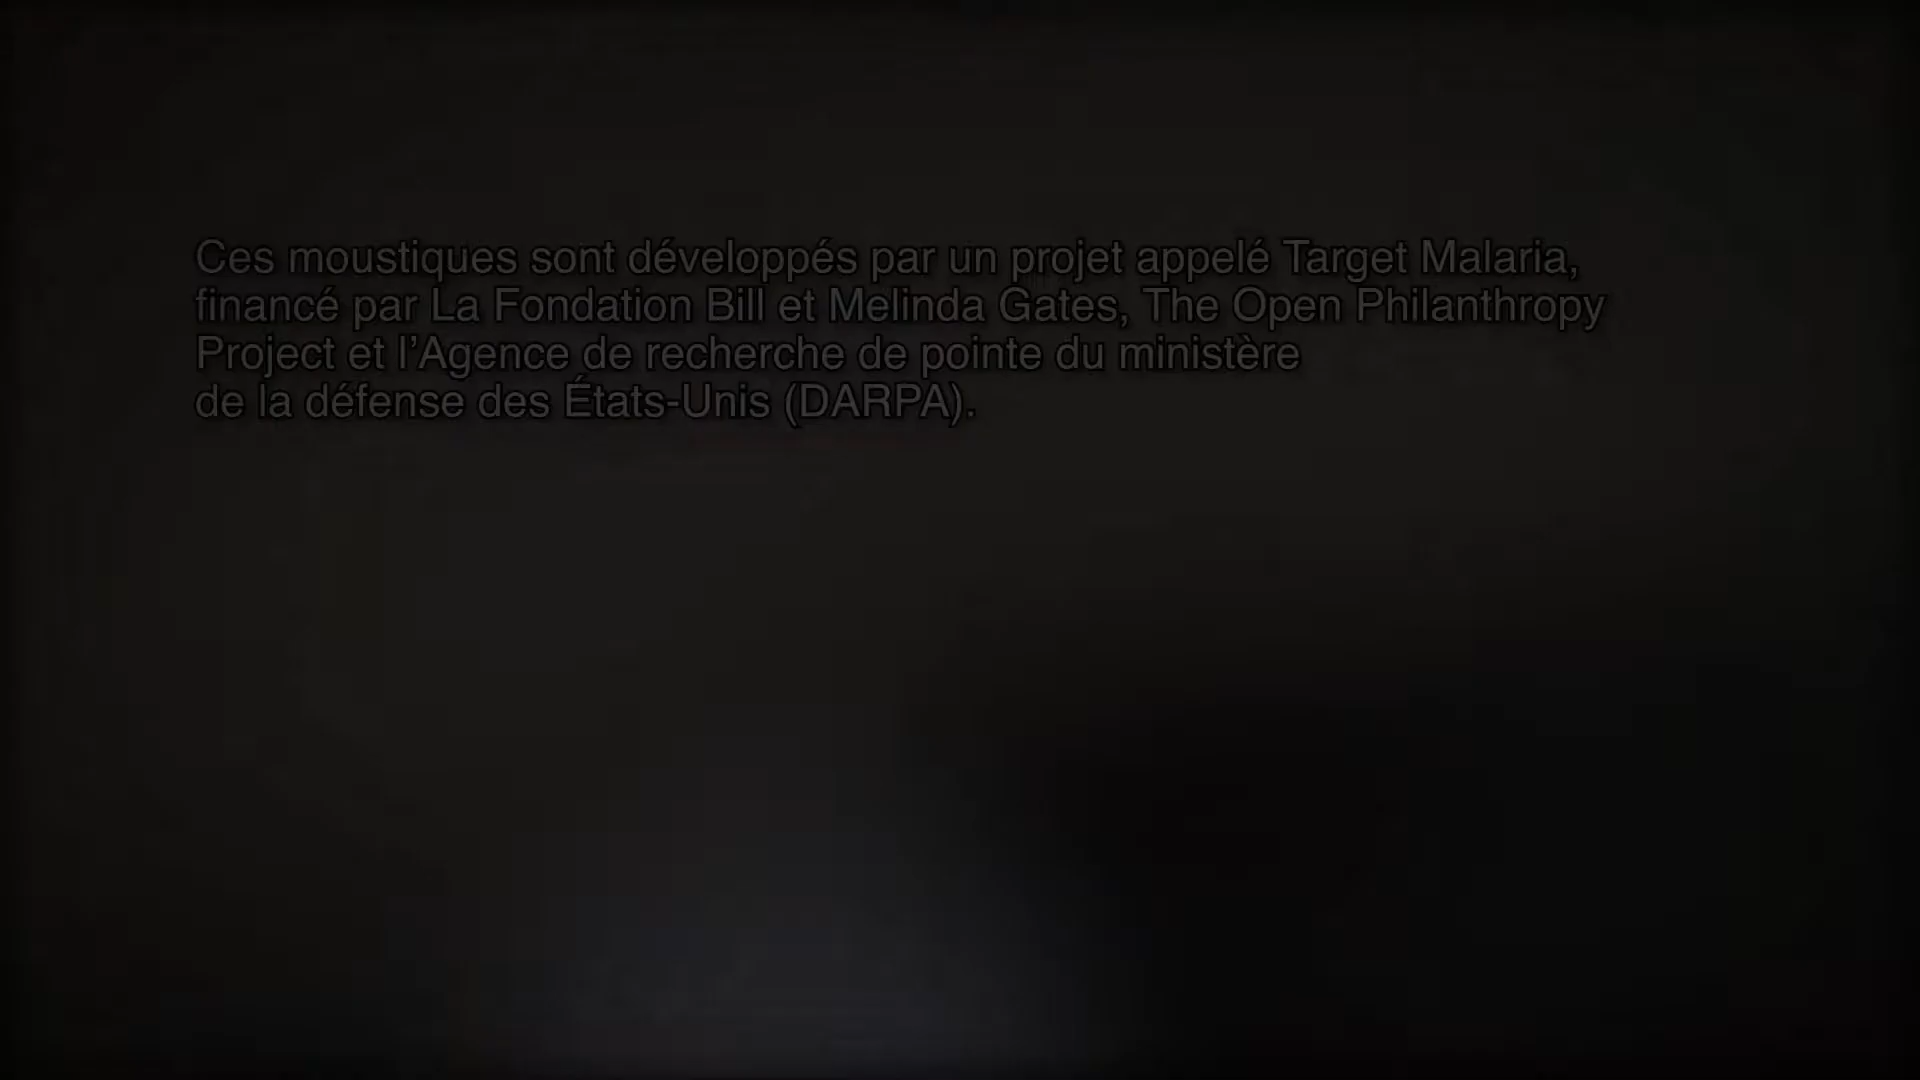 Ces moustiques sont développés par un projet appelé Target Malaria,
financé par La Fondation Bill et Melinda Gates, The Open Philanthropy
Project et l’Agence de recherche de pointe du ministère
de la défense des États-Unis (DARPA).